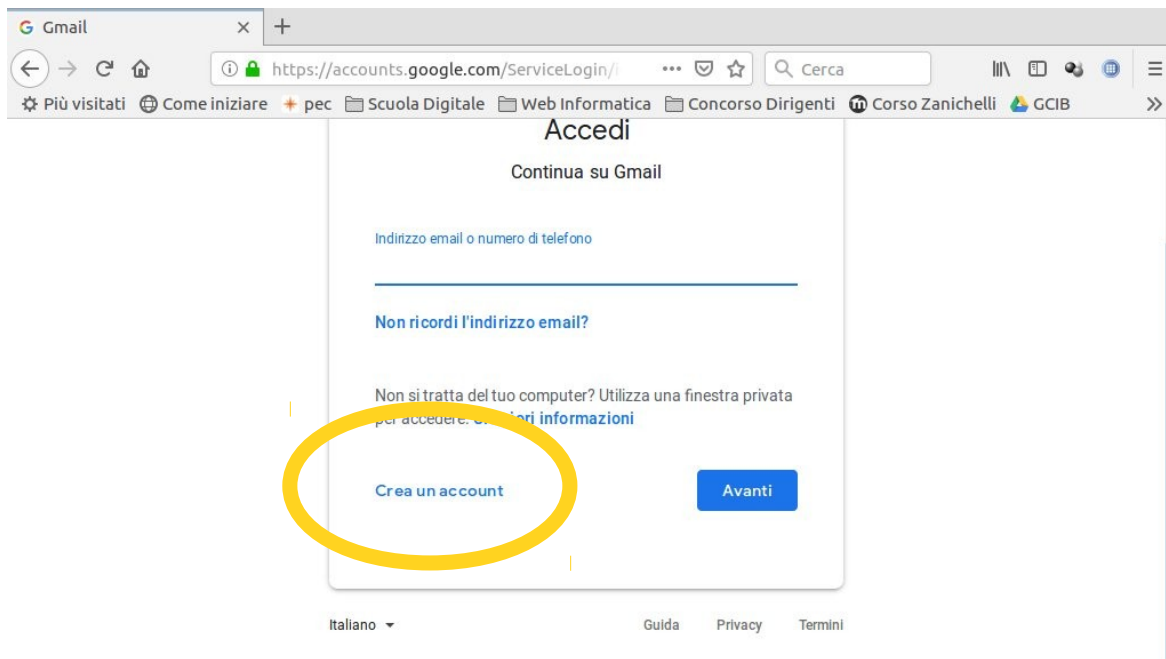 Gmail
https://accounts.google.com/ServiceLogin/i
Cerca
Più visitati Come iniziare pec Scuola Digitale Web Informatica Concorso Dirigenti Corso Zanichelli GCIB
Accedi
Continua su Gmail
Indirizzo email o numero di telefono
Non ricordi l'indirizzo email?
Non si tratta del tuo computer? Utilizza una finestra privata
per accedere. informazioni
Crea un account Avanti
Italiano Guida Privacy Termini